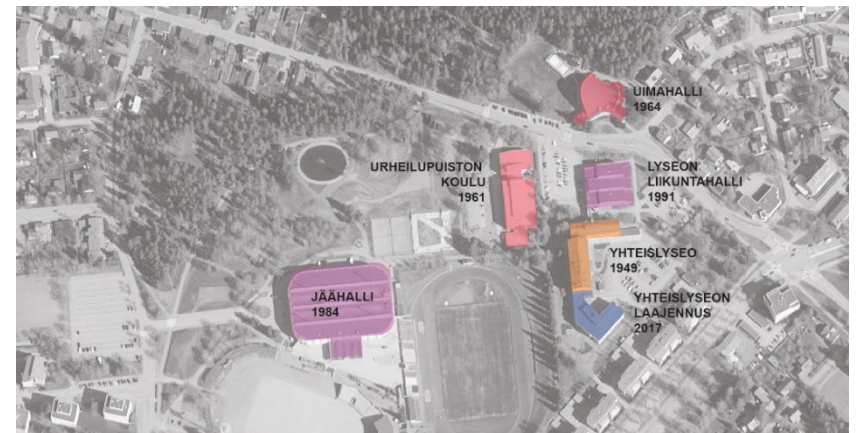 UIMAHALLI
1964
URHEILUPUISTON
KOULU
1961
LYSEON
LIIKUNTAHALLI
1991
YHTEISLYSEO
1949
JÄÄHALLI
1984
YHTEISLYSEON
LAAJENNUS
2017